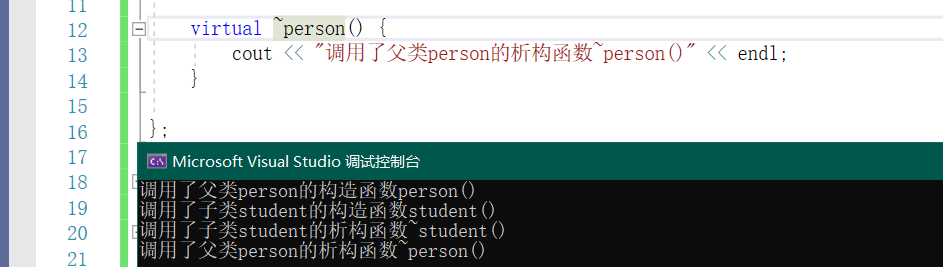 11
12 virtual ~person() {
13 cout << "调用了父类person的析构函数~person()" << endl;
14 }
15
16 };
17 Microsoft Visual Studio 调试控制台
18 调用了父类person的构造函数person()
19 调用了子类student的构造函数student()
20 调用了子类student的析构函数~student()
21 调用了父类person的析构函数~person()